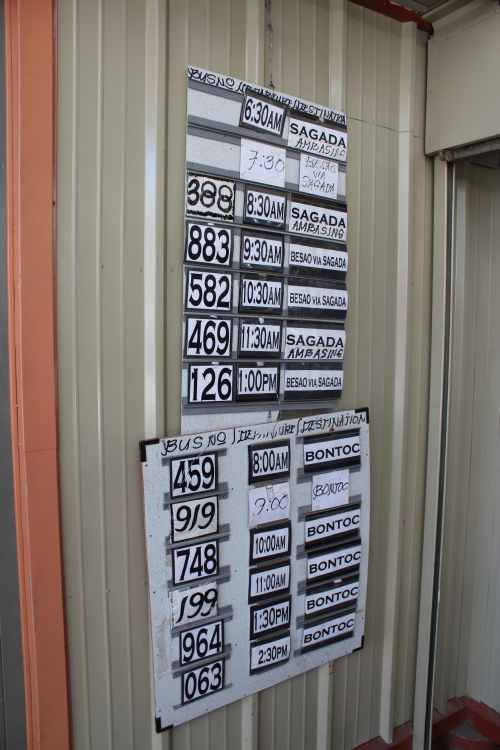 BUS NO / DEPARTURE / DESTINATION
6:30AM SAGADA
AMBASING
7:30 BESAO
VIA
SAGADA
388 8:30AM SAGADA
AMBASING
883 9:30AM BESAO VIA SAGADA
582 10:30AM BESAO VIA SAGADA
469 11:30AM SAGADA
AMBASING
126 1:00PM BESAO VIA SAGADA
BUS NO / DEPARTURE / DESTINATION
459 8:00AM BONTOC
919 9:00 BONTOC
748 10:00AM BONTOC
199 11:00AM BONTOC
964 1:30PM BONTOC
063 2:30PM BONTOC